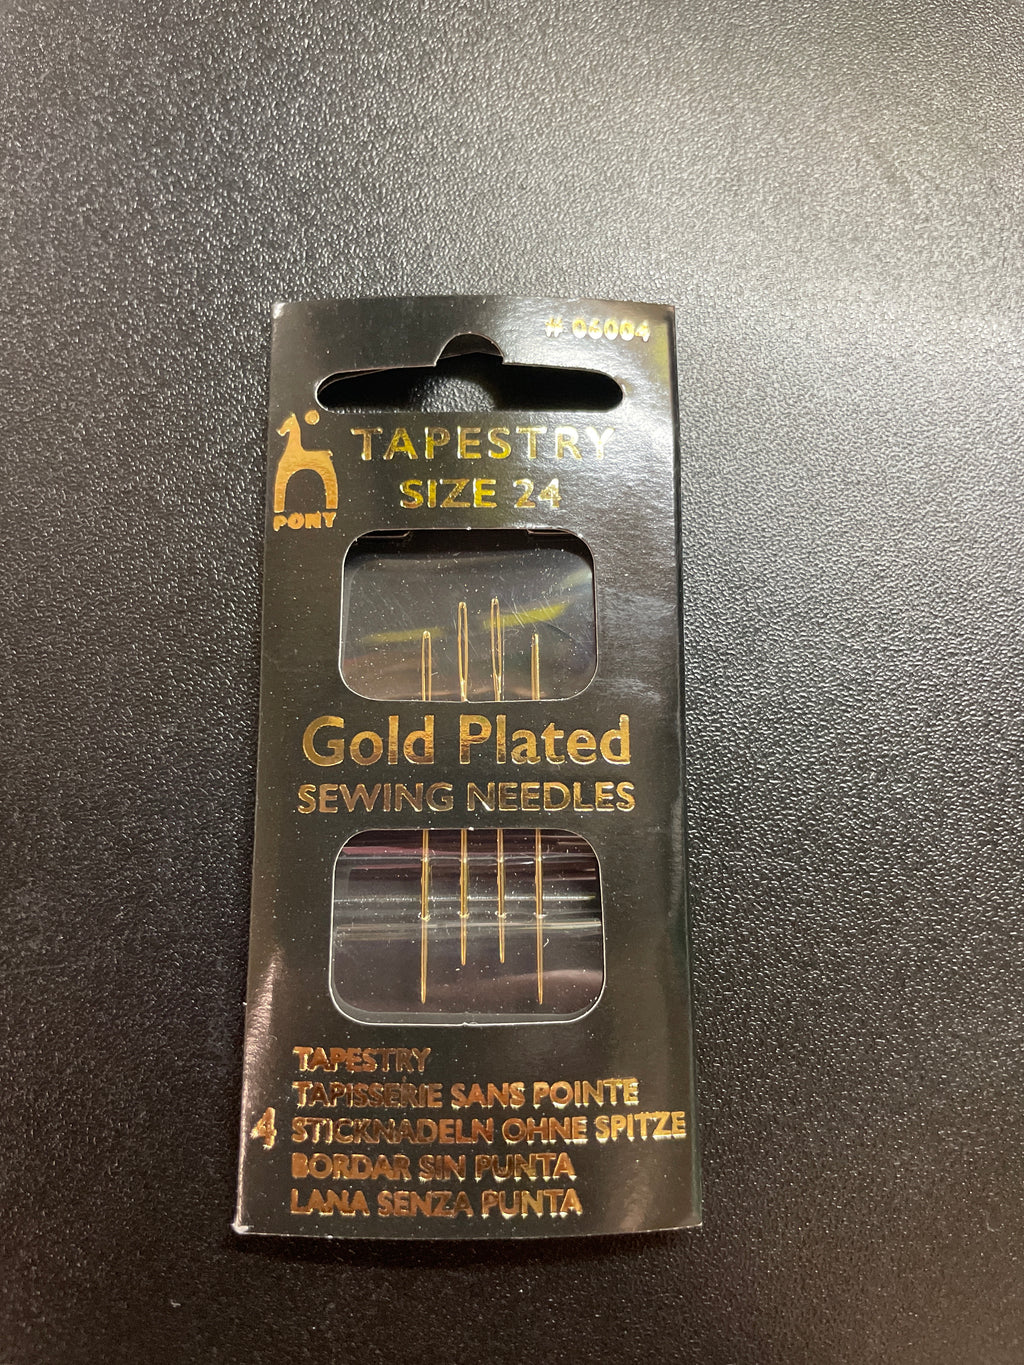 # 06004
TAPESTRY
SIZE 24
PONY
Gold Plated
SEWING NEEDLES
TAPESTRY
TAPISSERIE SANS POINTE
4 STICKNADELN OHNE SPITZE
BORDAR SIN PUNTA
LANA SENZA PUNTA